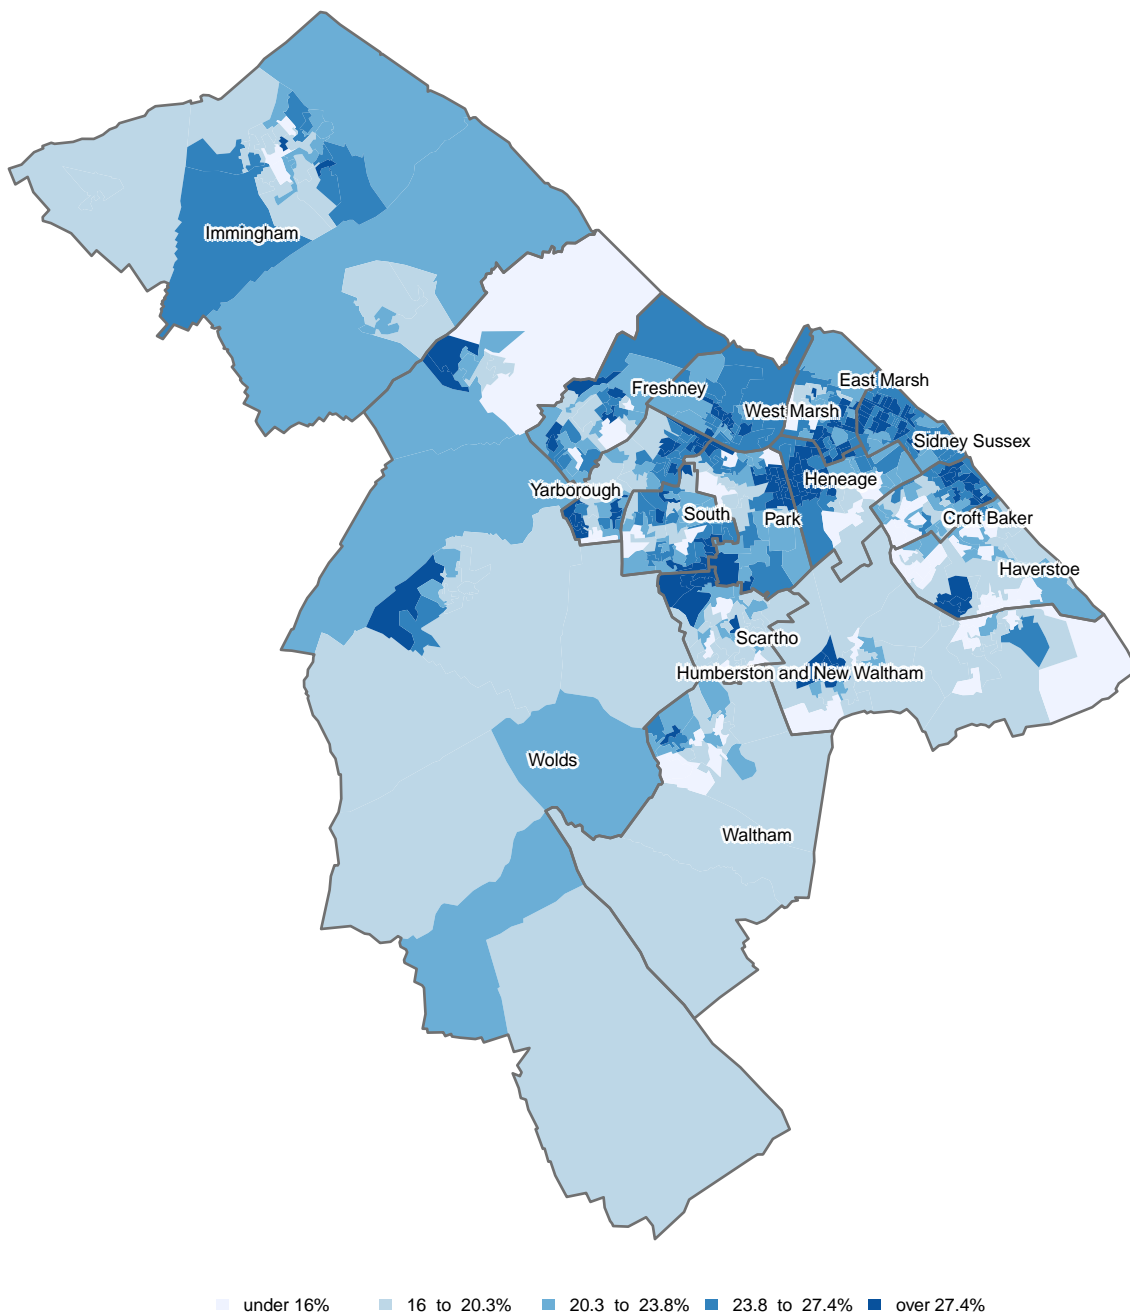 Immingham
Freshney
East Marsh
West Marsh
Sidney Sussex
Heneage
Yarborough
South
Park
Croft Baker
Haverstoe
Scartho
Humberston and New Waltham
Wolds
Waltham
under 16% 16 to 20.3% 20.3 to 23.8% 23.8 to 27.4% over 27.4%